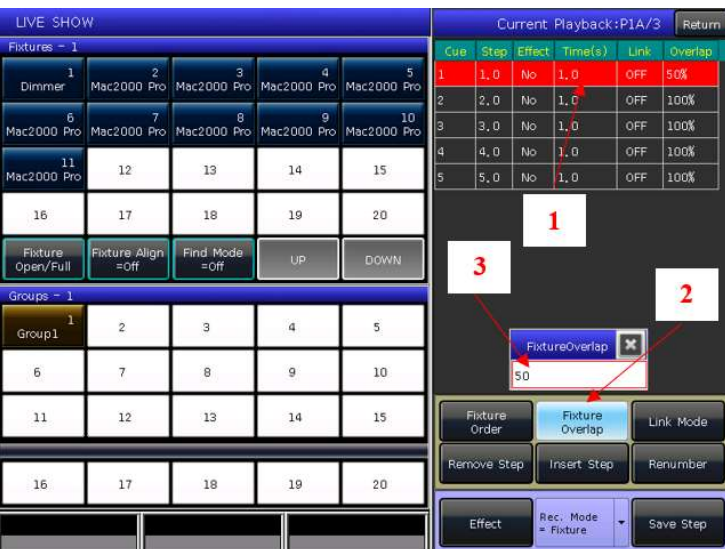 LIVE SHOW
Fixtures - 1
1 2 3 4 5
Dimmer Mac2000 Pro Mac2000 Pro Mac2000 Pro Mac2000 Pro
6 7 8 9 10
Mac2000 Pro Mac2000 Pro Mac2000 Pro Mac2000 Pro Mac2000 Pro
11
Mac2000 Pro 12 13 14 15
16 17 18 19 20
Fixture Fixture Align Find Mode UP DOWN
Open/Full =Off =Off
Groups - 1
1
Group1 2 3 4 5
6 7 8 9 10
11 12 13 14 15
16 17 18 19 20
Current Playback:P1A/3 Return
Cue Step Effect Time(s) Link Overlap
1 1.0 No 1.0 OFF 50%
2 2.0 No 1.0 OFF 100%
3 3.0 No 1.0 OFF 100%
4 4.0 No 1.0 OFF 100%
5 5.0 No 1.0 OFF 100%
1
3
2
FixtureOverlap
50
Fixture Fixture Link Mode
Order Overlap
Remove Step Insert Step Renumber
Effect Rec. Mode Save Step
= Fixture